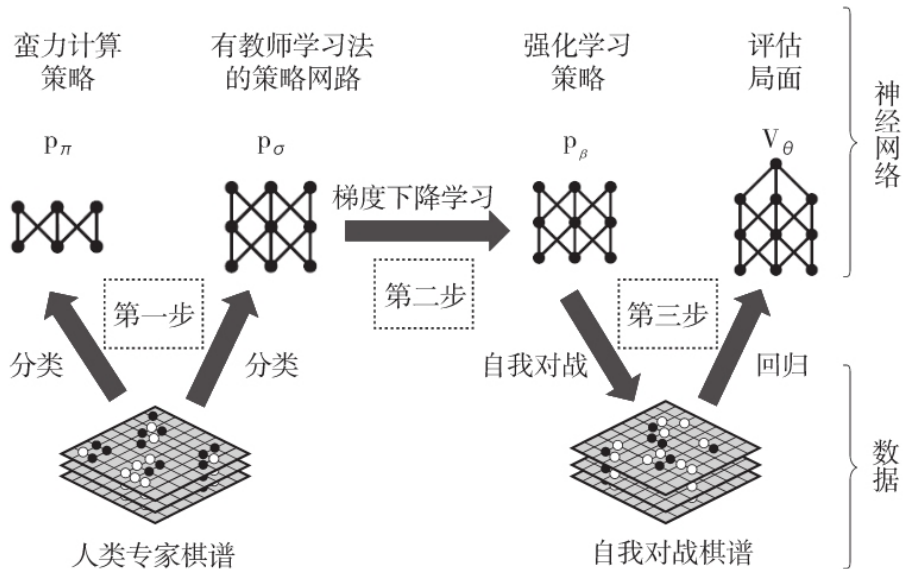 蛮力计算
策略
有教师学习法
的策略网路
强化学习
策略
评估
局面
神经网络
pπ
pσ
pβ
Vθ
梯度下降学习
第一步
第二步
第三步
分类
分类
自我对战
回归
数据
人类专家棋谱
自我对战棋谱